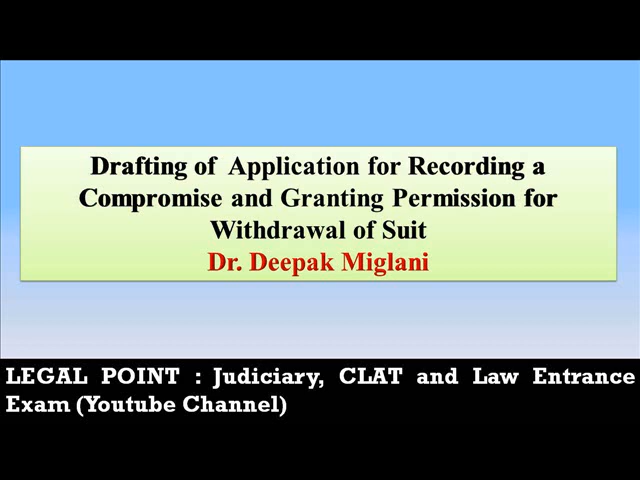 Drafting of Application for Recording a
Compromise and Granting Permission for
Withdrawal of Suit
Dr. Deepak Miglani
LEGAL POINT : Judiciary, CLAT and Law Entrance
Exam (Youtube Channel)